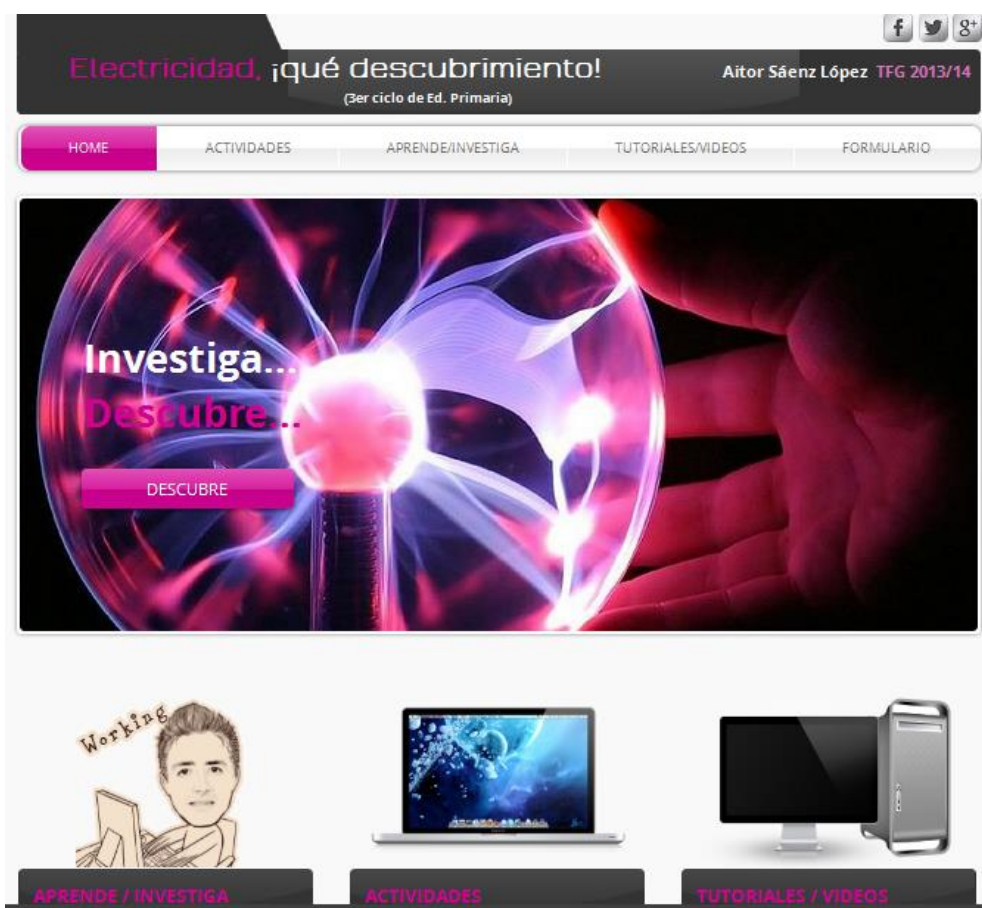 f g+
Electricidad, ¡qué descubrimiento!
Aitor Sáenz López TFG 2013/14
(3er ciclo de Ed. Primaria)
HOME ACTIVIDADES APRENDE/INVESTIGA TUTORIALES/VIDEOS FORMULARIO
Investiga...
Descubre...
DESCUBRE
Working
APRENDE / INVESTIGA ACTIVIDADES TUTORIALES / VIDEOS